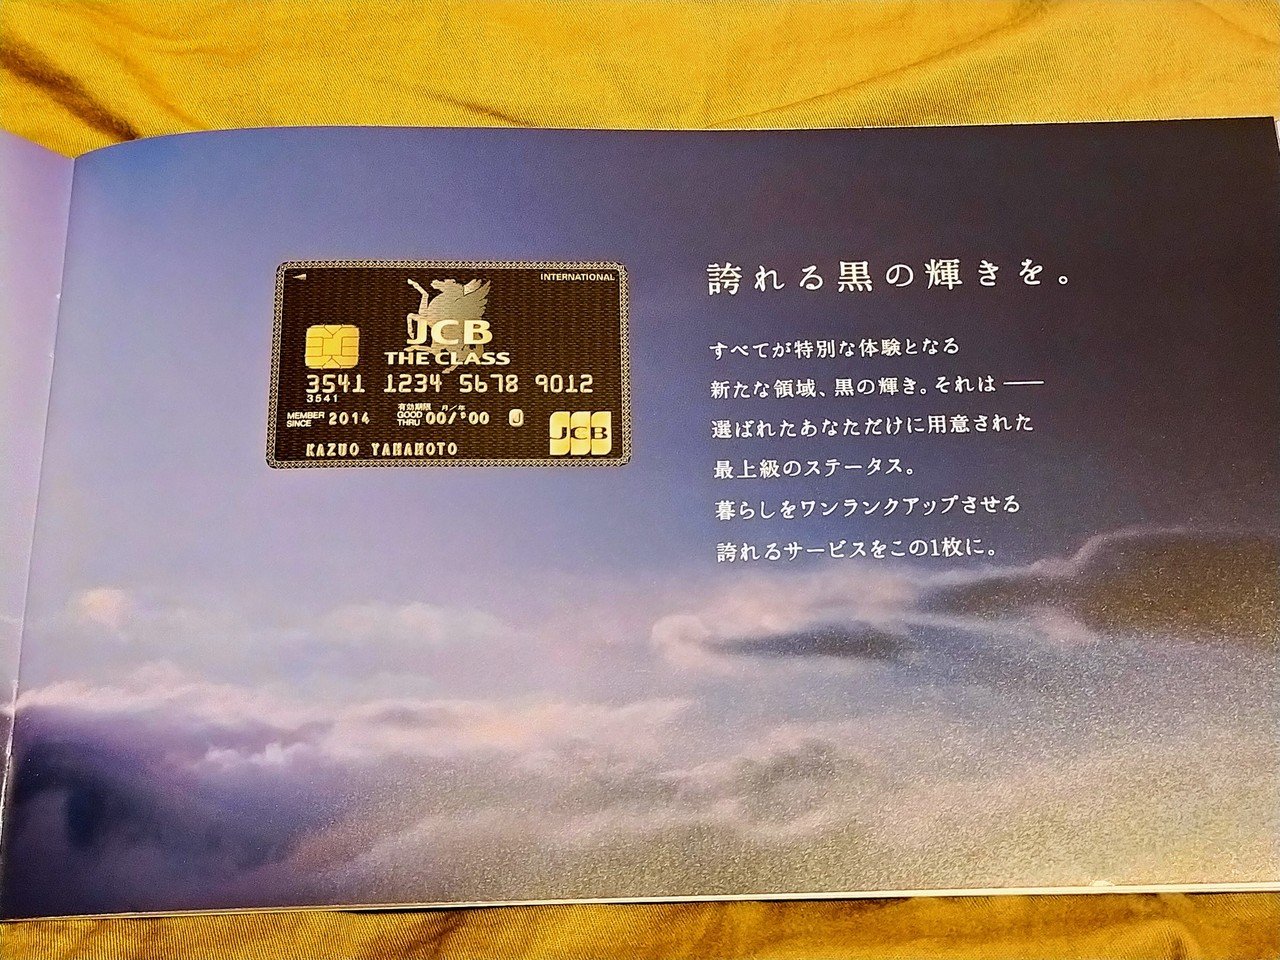 INTERNATIONAL
JCB
THE CLASS
3541 1234 5678 9012
3541
MEMBER SINCE 2014
有効期限 月/年
GOOD THRU 00/00 J
JCB
KAZUO YAMAMOTO
誇れる黒の輝きを。
すべてが特別な体験となる
新たな領域、黒の輝き。それは ──
選ばれたあなただけに用意された
最上級のステータス。
暮らしをワンランクアップさせる
誇れるサービスをこの1枚に。